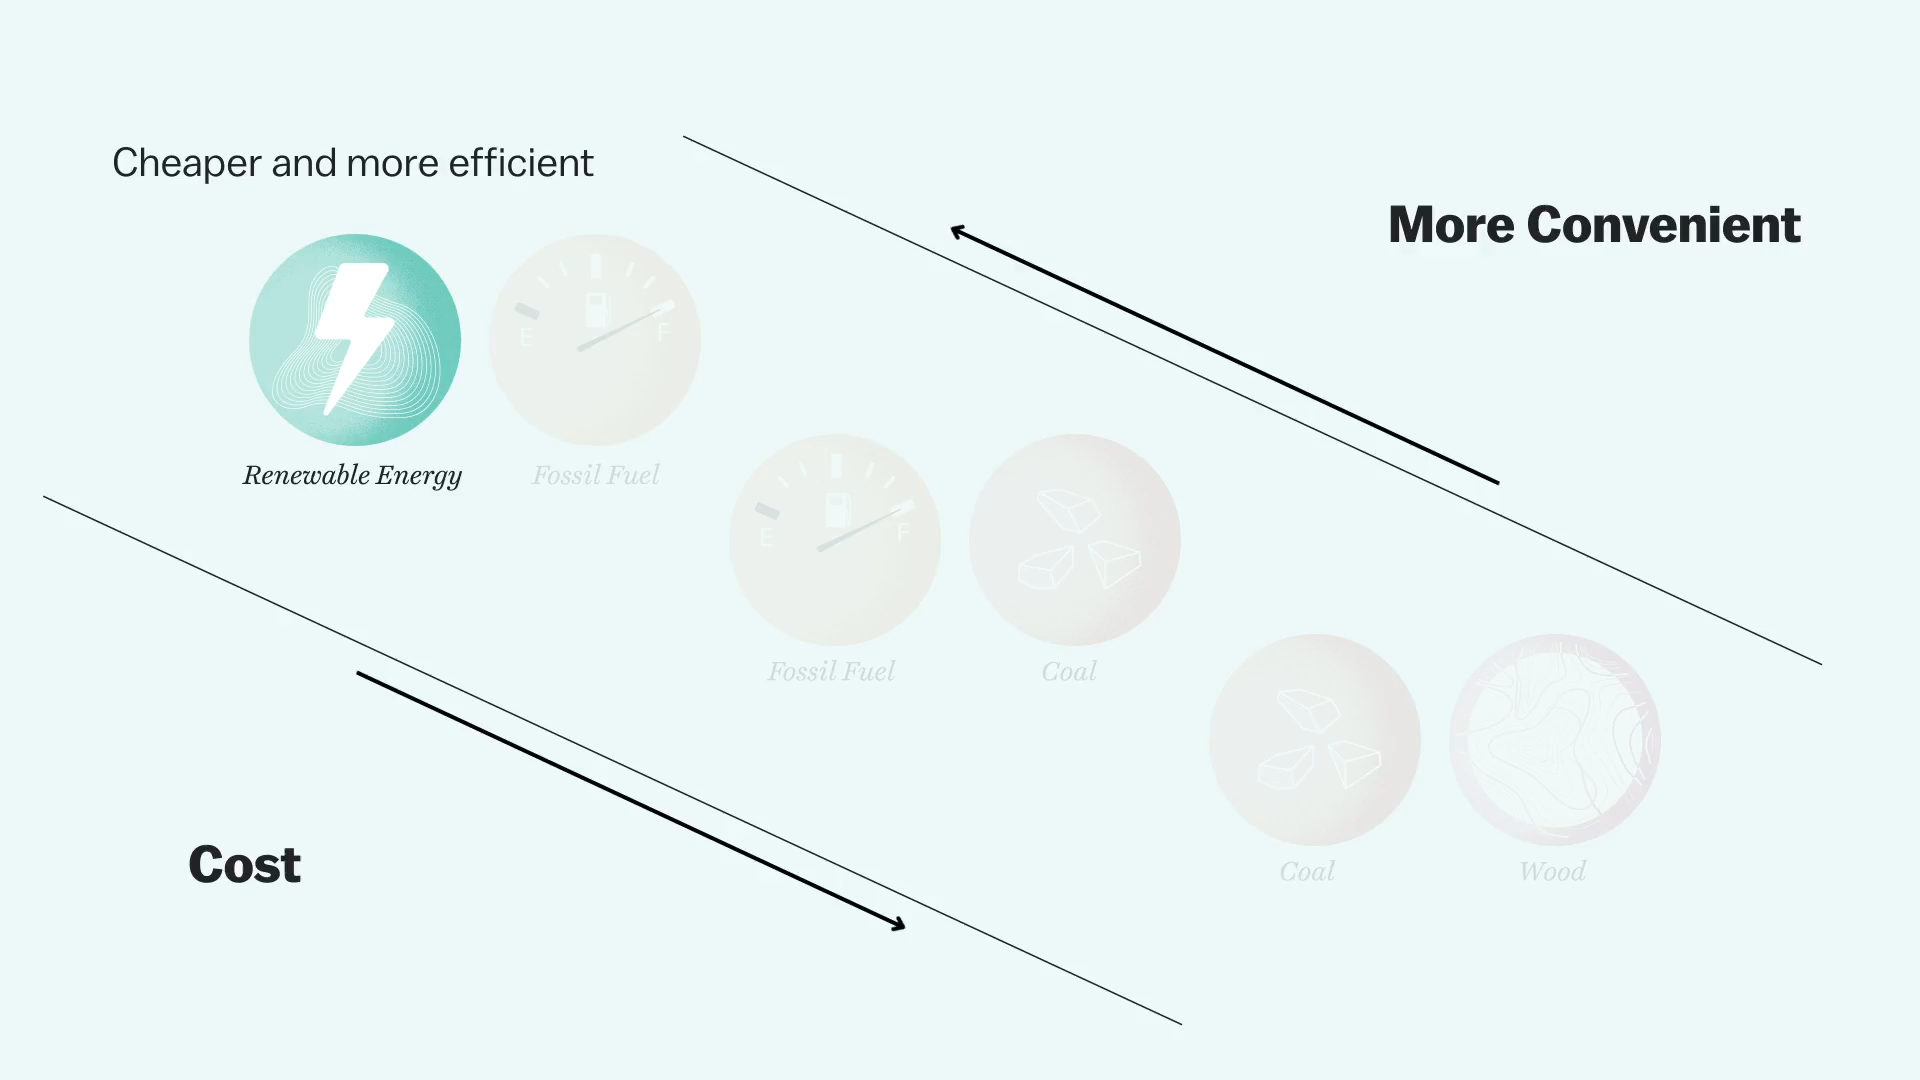 Cheaper and more efficient
More Convenient
E
F
Renewable Energy
Fossil Fuel
E
F
Fossil Fuel
Coal
Cost
Coal
Wood